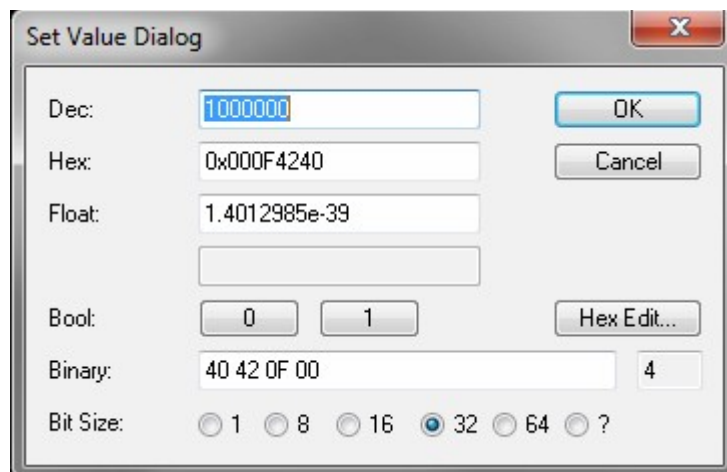 Set Value Dialog
Dec: 1000000 OK
Hex: 0x000F4240 Cancel
Float: 1.4012985e-39
Bool: 0 1 Hex Edit...
Binary: 40 42 0F 00 4
Bit Size: 1 8 16 32 64 ?